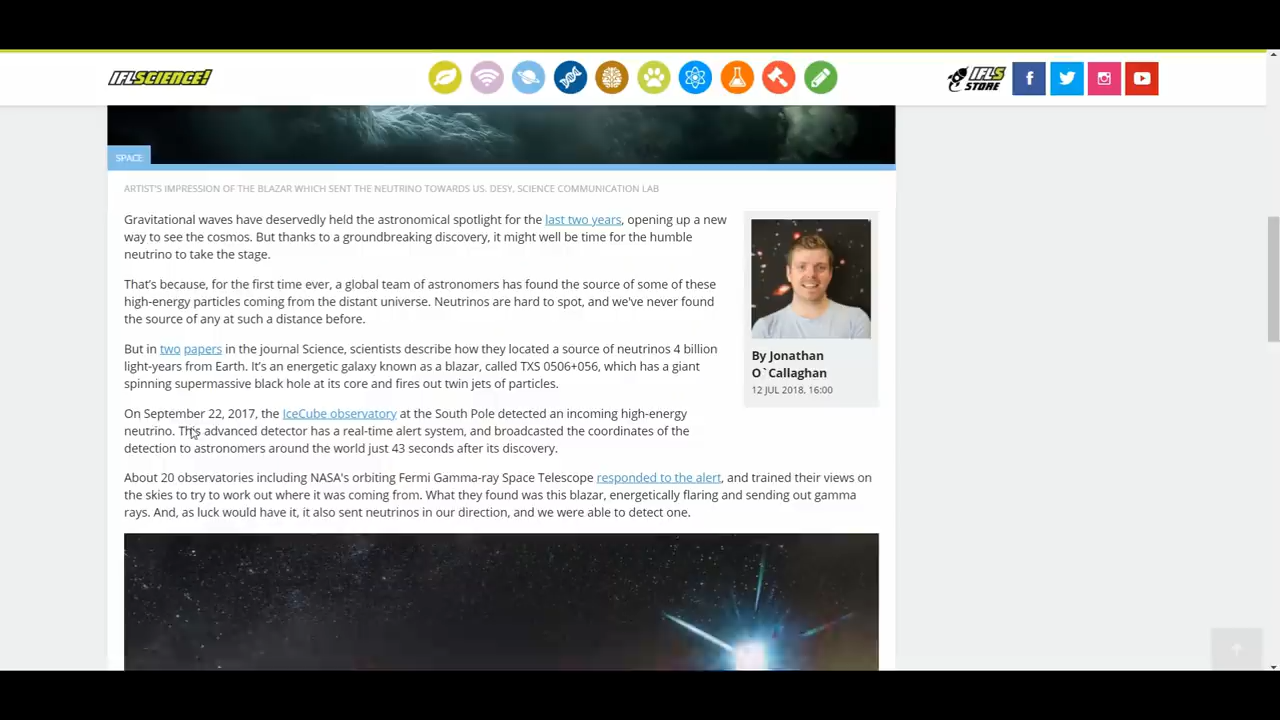 IFLSCIENCE!
IFLS
STORE
SPACE
ARTIST'S IMPRESSION OF THE BLAZAR WHICH SENT THE NEUTRINO TOWARDS US. DESY, SCIENCE COMMUNICATION LAB
Gravitational waves have deservedly held the astronomical spotlight for the last two years, opening up a new
way to see the cosmos. But thanks to a groundbreaking discovery, it might well be time for the humble
neutrino to take the stage.
That's because, for the first time ever, a global team of astronomers has found the source of some of these
high-energy particles coming from the distant universe. Neutrinos are hard to spot, and we've never found
the source of any at such a distance before.
But in two papers in the journal Science, scientists describe how they located a source of neutrinos 4 billion
light-years from Earth. It's an energetic galaxy known as a blazar, called TXS 0506+056, which has a giant
spinning supermassive black hole at its core and fires out twin jets of particles.
On September 22, 2017, the IceCube observatory at the South Pole detected an incoming high-energy
neutrino. This advanced detector has a real-time alert system, and broadcasted the coordinates of the
detection to astronomers around the world just 43 seconds after its discovery.
About 20 observatories including NASA's orbiting Fermi Gamma-ray Space Telescope responded to the alert, and trained their views on
the skies to try to work out where it was coming from. What they found was this blazar, energetically flaring and sending out gamma
rays. And, as luck would have it, it also sent neutrinos in our direction, and we were able to detect one.
By Jonathan
O`Callaghan
12 JUL 2018, 16:00